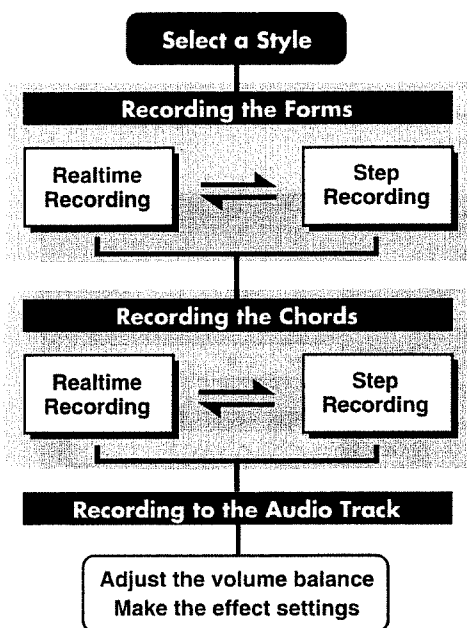 Select a Style
Recording the Forms
Realtime
Recording
Step
Recording
Recording the Chords
Realtime
Recording
Step
Recording
Recording to the Audio Track
Adjust the volume balance
Make the effect settings